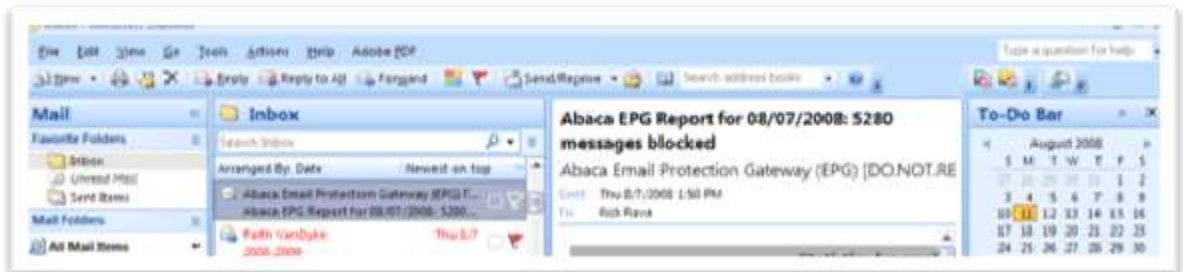 File Edit View Go Tools Actions Help Adobe PDF
Type a question for help
New Reply Reply to All Forward Send/Receive Search address books
Mail
Favorite Folders
Inbox
Unread Mail
Sent Items
Mail Folders
All Mail Items
Inbox
Search Inbox
Arranged By: Date Newest on top
Abaca Email Protection Gateway (EPG) [
Abaca EPG Report for 08/07/2008: 5280...
Faith VanDyke Thu 8/7
2008-2009
Abaca EPG Report for 08/07/2008: 5280
messages blocked
Abaca Email Protection Gateway (EPG) [DO.NOT.RE
Sent: Thu 8/7/2008 1:50 PM
To: Rick Rava
To-Do Bar
August 2008
S M T W T F S
27 28 29 30 31 1 2
3 4 5 6 7 8 9
10 11 12 13 14 15 16
17 18 19 20 21 22 23
24 25 26 27 28 29 30